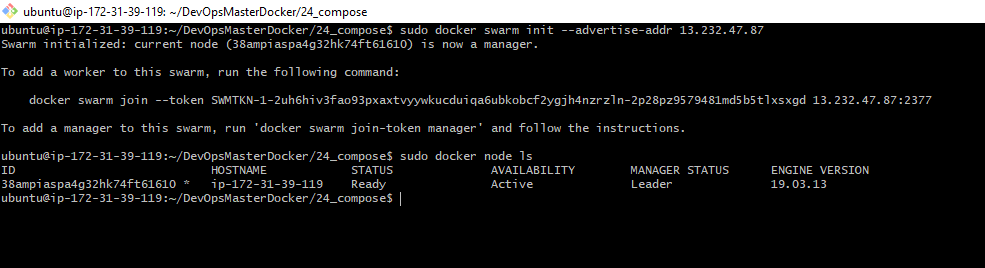 ubuntu@ip-172-31-39-119: ~/DevOpsMasterDocker/24_compose
ubuntu@ip-172-31-39-119:~/DevOpsMasterDocker/24_compose$ sudo docker swarm init --advertise-addr 13.232.47.87
Swarm initialized: current node (38ampiaspa4g32hk74ft61610) is now a manager.
To add a worker to this swarm, run the following command:
docker swarm join --token SWMTKN-1-2uh6hiv3fao93pxaxtvyywkucduiqa6ubkobcf2ygjh4nzrzln-2p28pz9579481md5b5tlxsxgd 13.232.47.87:2377
To add a manager to this swarm, run 'docker swarm join-token manager' and follow the instructions.
ubuntu@ip-172-31-39-119:~/DevOpsMasterDocker/24_compose$ sudo docker node ls
ID HOSTNAME STATUS AVAILABILITY MANAGER STATUS ENGINE VERSION
38ampiaspa4g32hk74ft61610 * ip-172-31-39-119 Ready Active Leader 19.03.13
ubuntu@ip-172-31-39-119:~/DevOpsMasterDocker/24_compose$